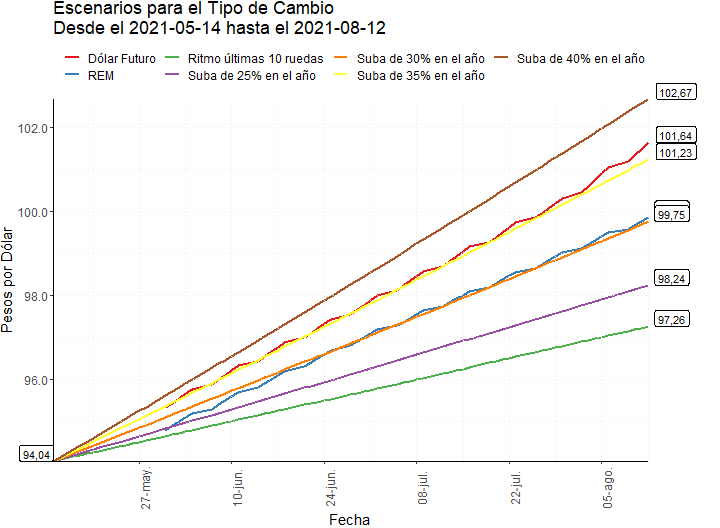 Escenarios para el Tipo de Cambio
Desde el 2021-05-14 hasta el 2021-08-12
Dólar Futuro
Ritmo últimas 10 ruedas
Suba de 30% en el año
Suba de 40% en el año
REM
Suba de 25% en el año
Suba de 35% en el año
102,67
102.0
101,64
101,23
100.0
99,75
98,24
98.0
97,26
96.0
94,04
Pesos por Dólar
27-may.
10-jun.
24-jun.
08-jul.
22-jul.
05-ago.
Fecha